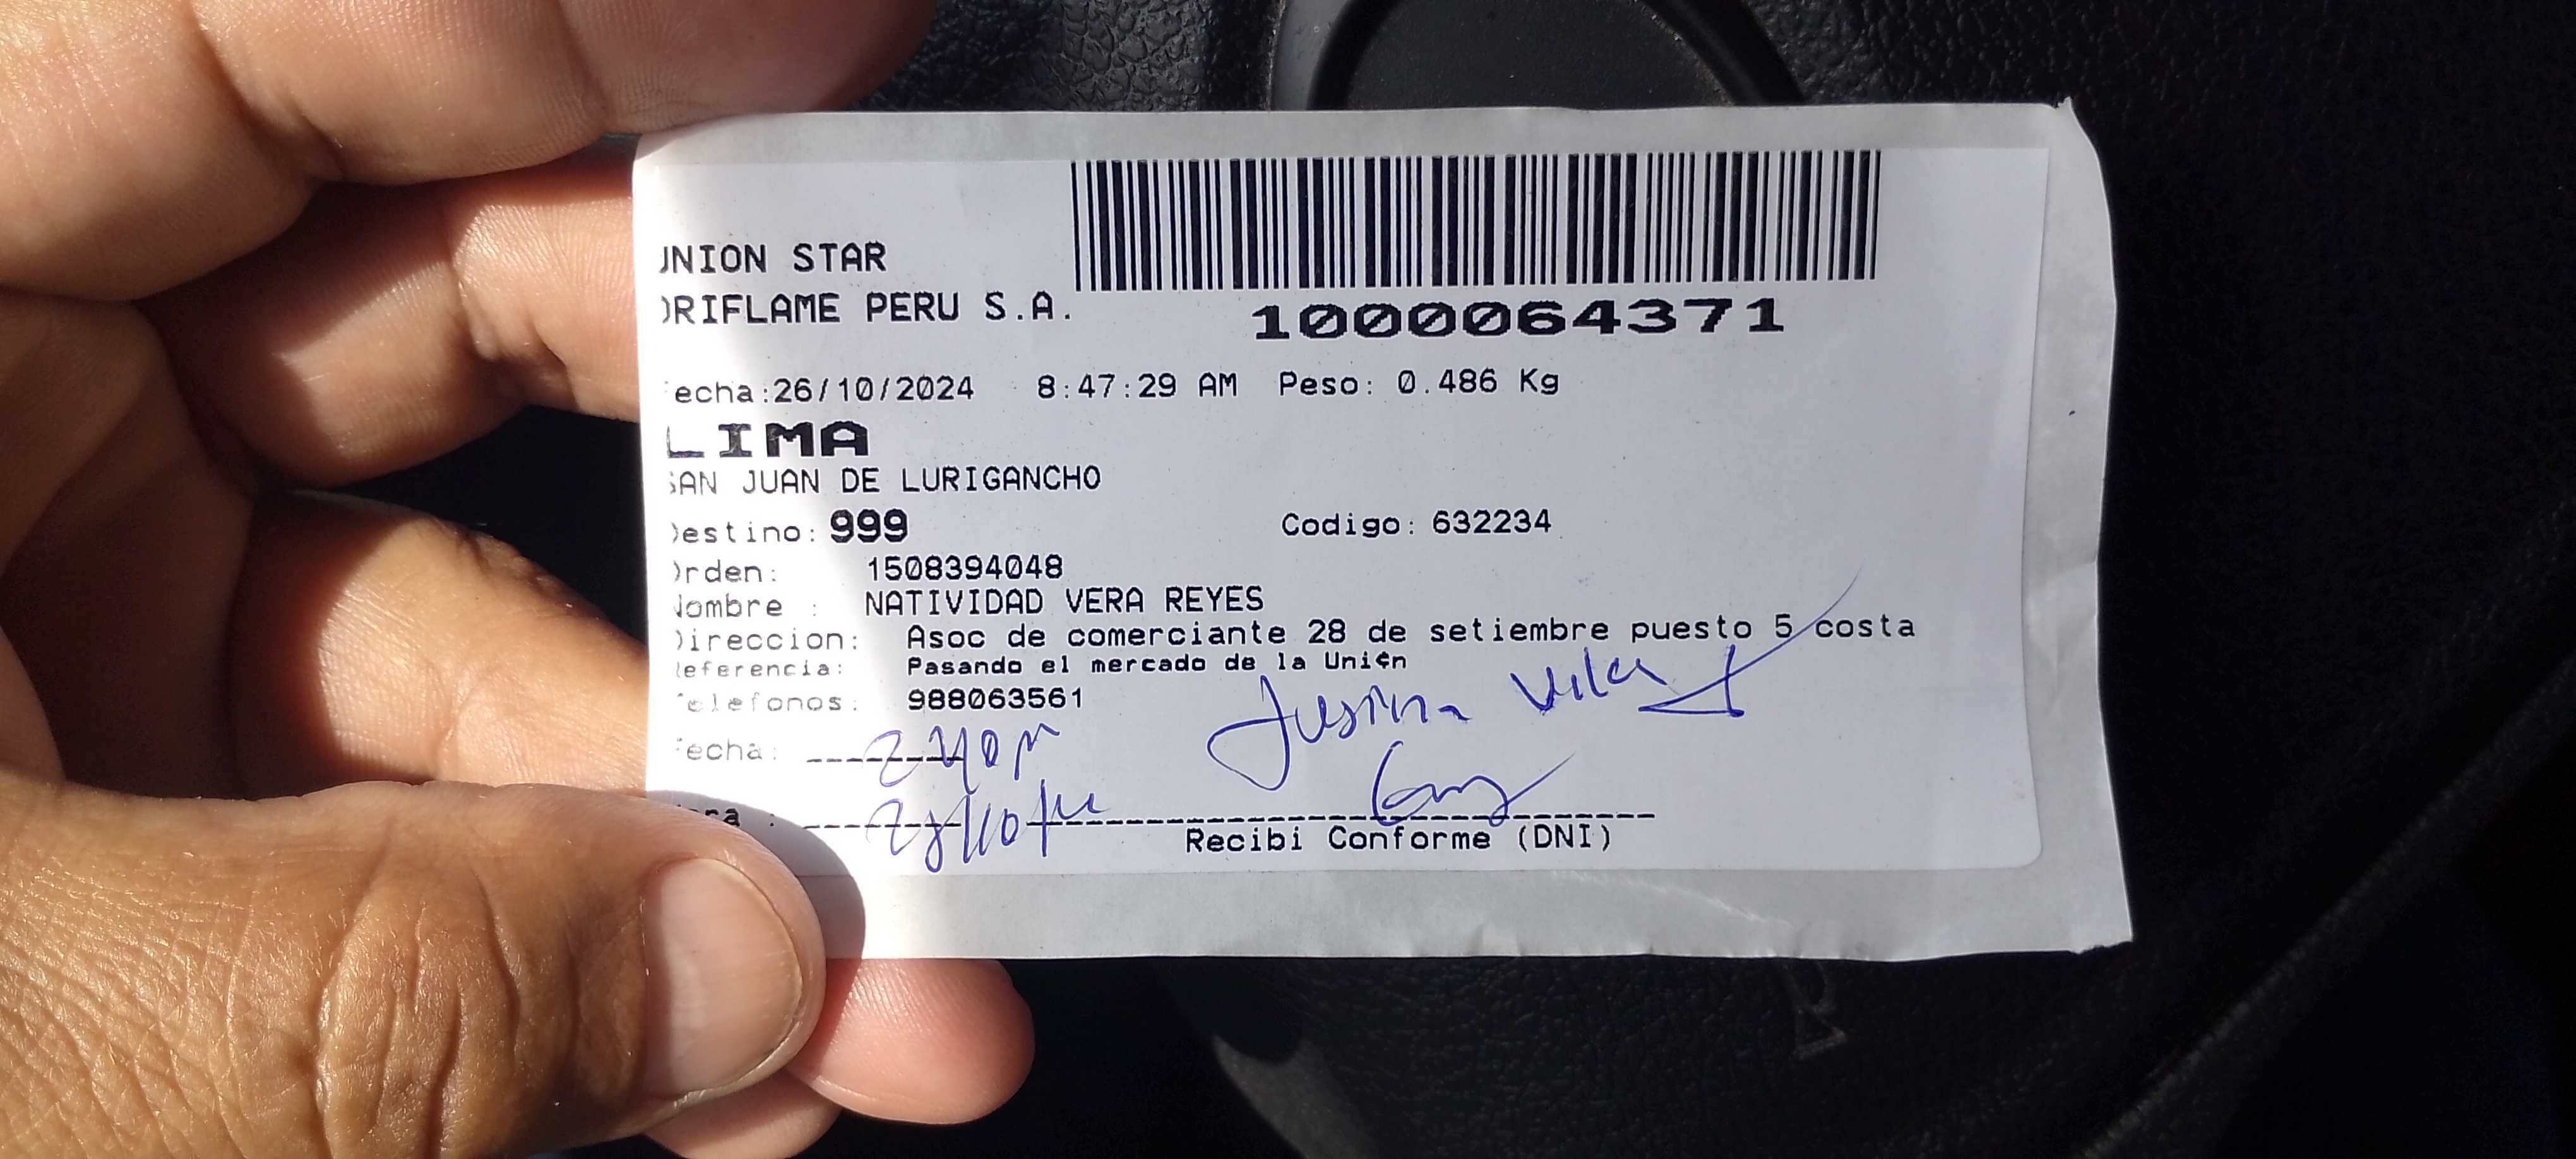 UNION STAR
ORIFLAME PERU S.A.
1000064371
Fecha:26/10/2024 8:47:29 AM Peso: 0.486 Kg
LIMA
SAN JUAN DE LURIGANCHO
Destino: 999 Codigo: 632234
Orden: 1508394048
Nombre : NATIVIDAD VERA REYES
Direccion: Asoc de comerciante 28 de setiembre puesto 5 costa
Referencia: Pasando el mercado de la Uni¢n
Telefonos: 988063561
Fecha:
Recibi Conforme (DNI)